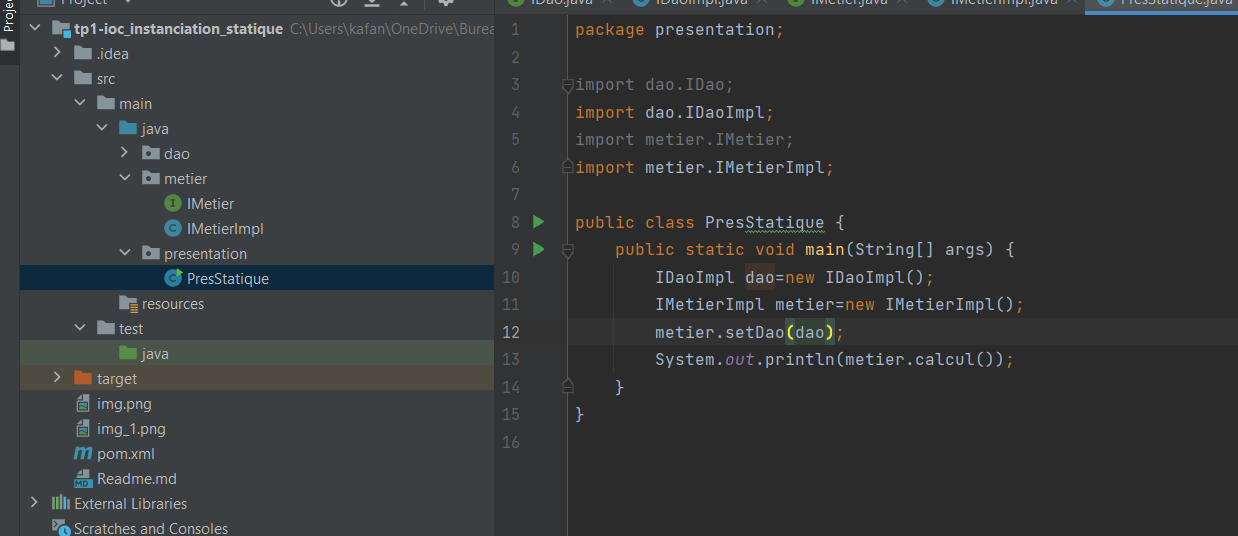 Project
Project
tp1-ioc_instanciation_statique C:\Users\kafan\OneDrive\Burea
.idea
src
main
java
dao
metier
I IMetier
C IMetierImpl
presentation
C PresStatique
resources
test
java
target
img.png
img_1.png
m pom.xml
MD Readme.md
External Libraries
Scratches and Consoles
IDao.java IDaoImpl.java IMetier.java IMetierImpl.java PresStatique.java
1 package presentation;
2
3 import dao.IDao;
4 import dao.IDaoImpl;
5 import metier.IMetier;
6 import metier.IMetierImpl;
7
8 public class PresStatique {
9 public static void main(String[] args) {
10 IDaoImpl dao=new IDaoImpl();
11 IMetierImpl metier=new IMetierImpl();
12 metier.setDao(dao);
13 System.out.println(metier.calcul());
14 }
15 }
16